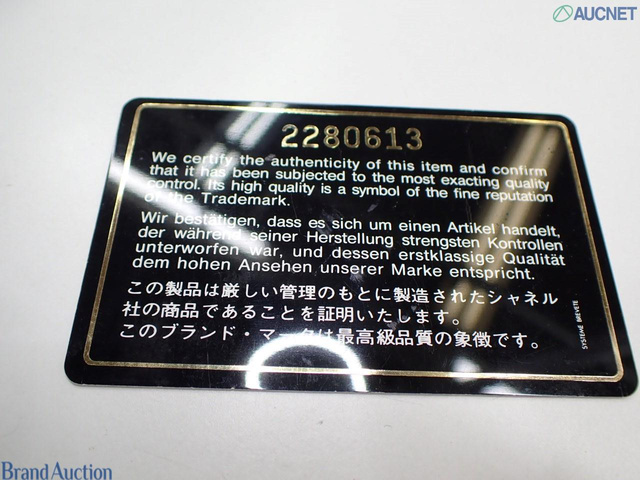 AUCNET
2280613
We certify the authenticity of this item and confirm
that it has been subjected to the most exacting quality
control. Its high quality is a symbol of the fine reputation
of the Trademark.
Wir bestätigen, dass es sich um einen Artikel handelt,
der während seiner Herstellung strengsten Kontrollen
unterworfen war, und dessen erstklassige Qualität
dem hohen Ansehen unserer Marke entspricht.
この製品は厳しい管理のもとに製造されたシャネル
社の商品であることを証明いたします。
このブランド・マークは最高級品質の象徴です。
SYSTEME BREVETE
Brand Auction